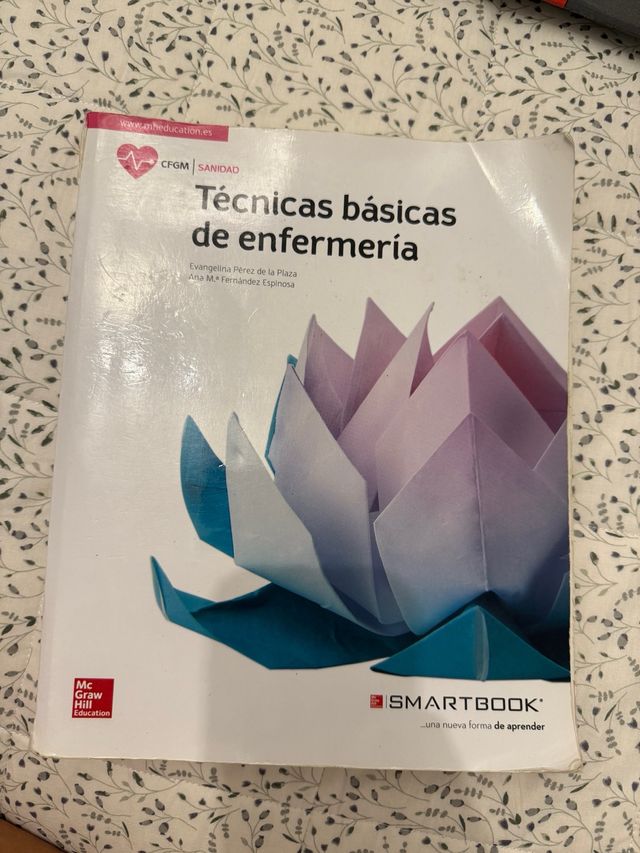 www.mheducation.es
CFGM | SANIDAD
Técnicas básicas
de enfermería
Evangelina Pérez de la Plaza
Ana M.ª Fernández Espinosa
Mc
Graw
Hill
Education
SMARTBOOK®
...una nueva forma de aprender